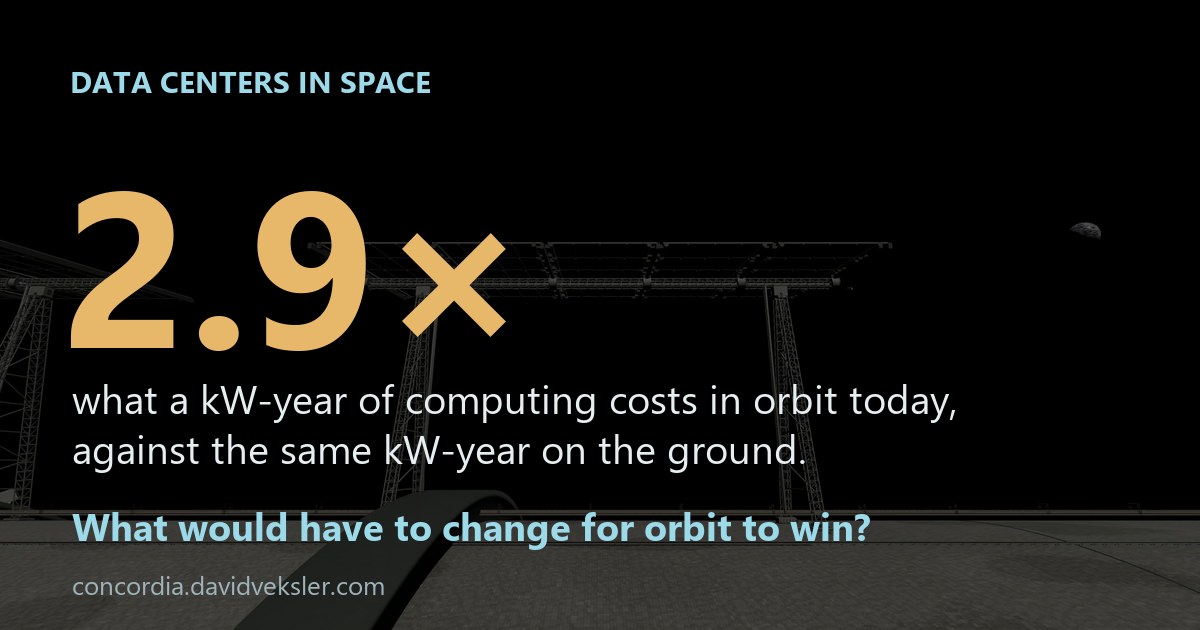 DATA CENTERS IN SPACE
2.9×
what a kW-year of computing costs in orbit today,
against the same kW-year on the ground.
What would have to change for orbit to win?
concordia.davidveksler.com